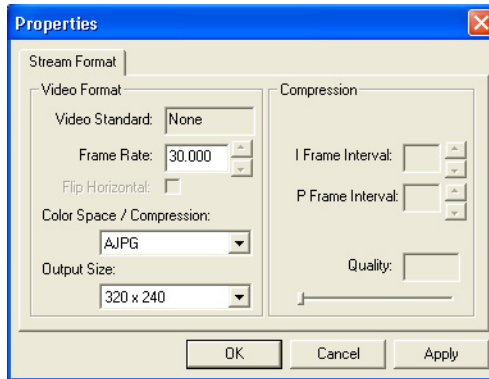 Properties
Stream Format
Video Format
Video Standard: None
Frame Rate: 30.000
Flip Horizontal:
Color Space / Compression:
AJPG
Output Size:
320 x 240
Compression
I Frame Interval:
P Frame Interval:
Quality:
OK Cancel Apply